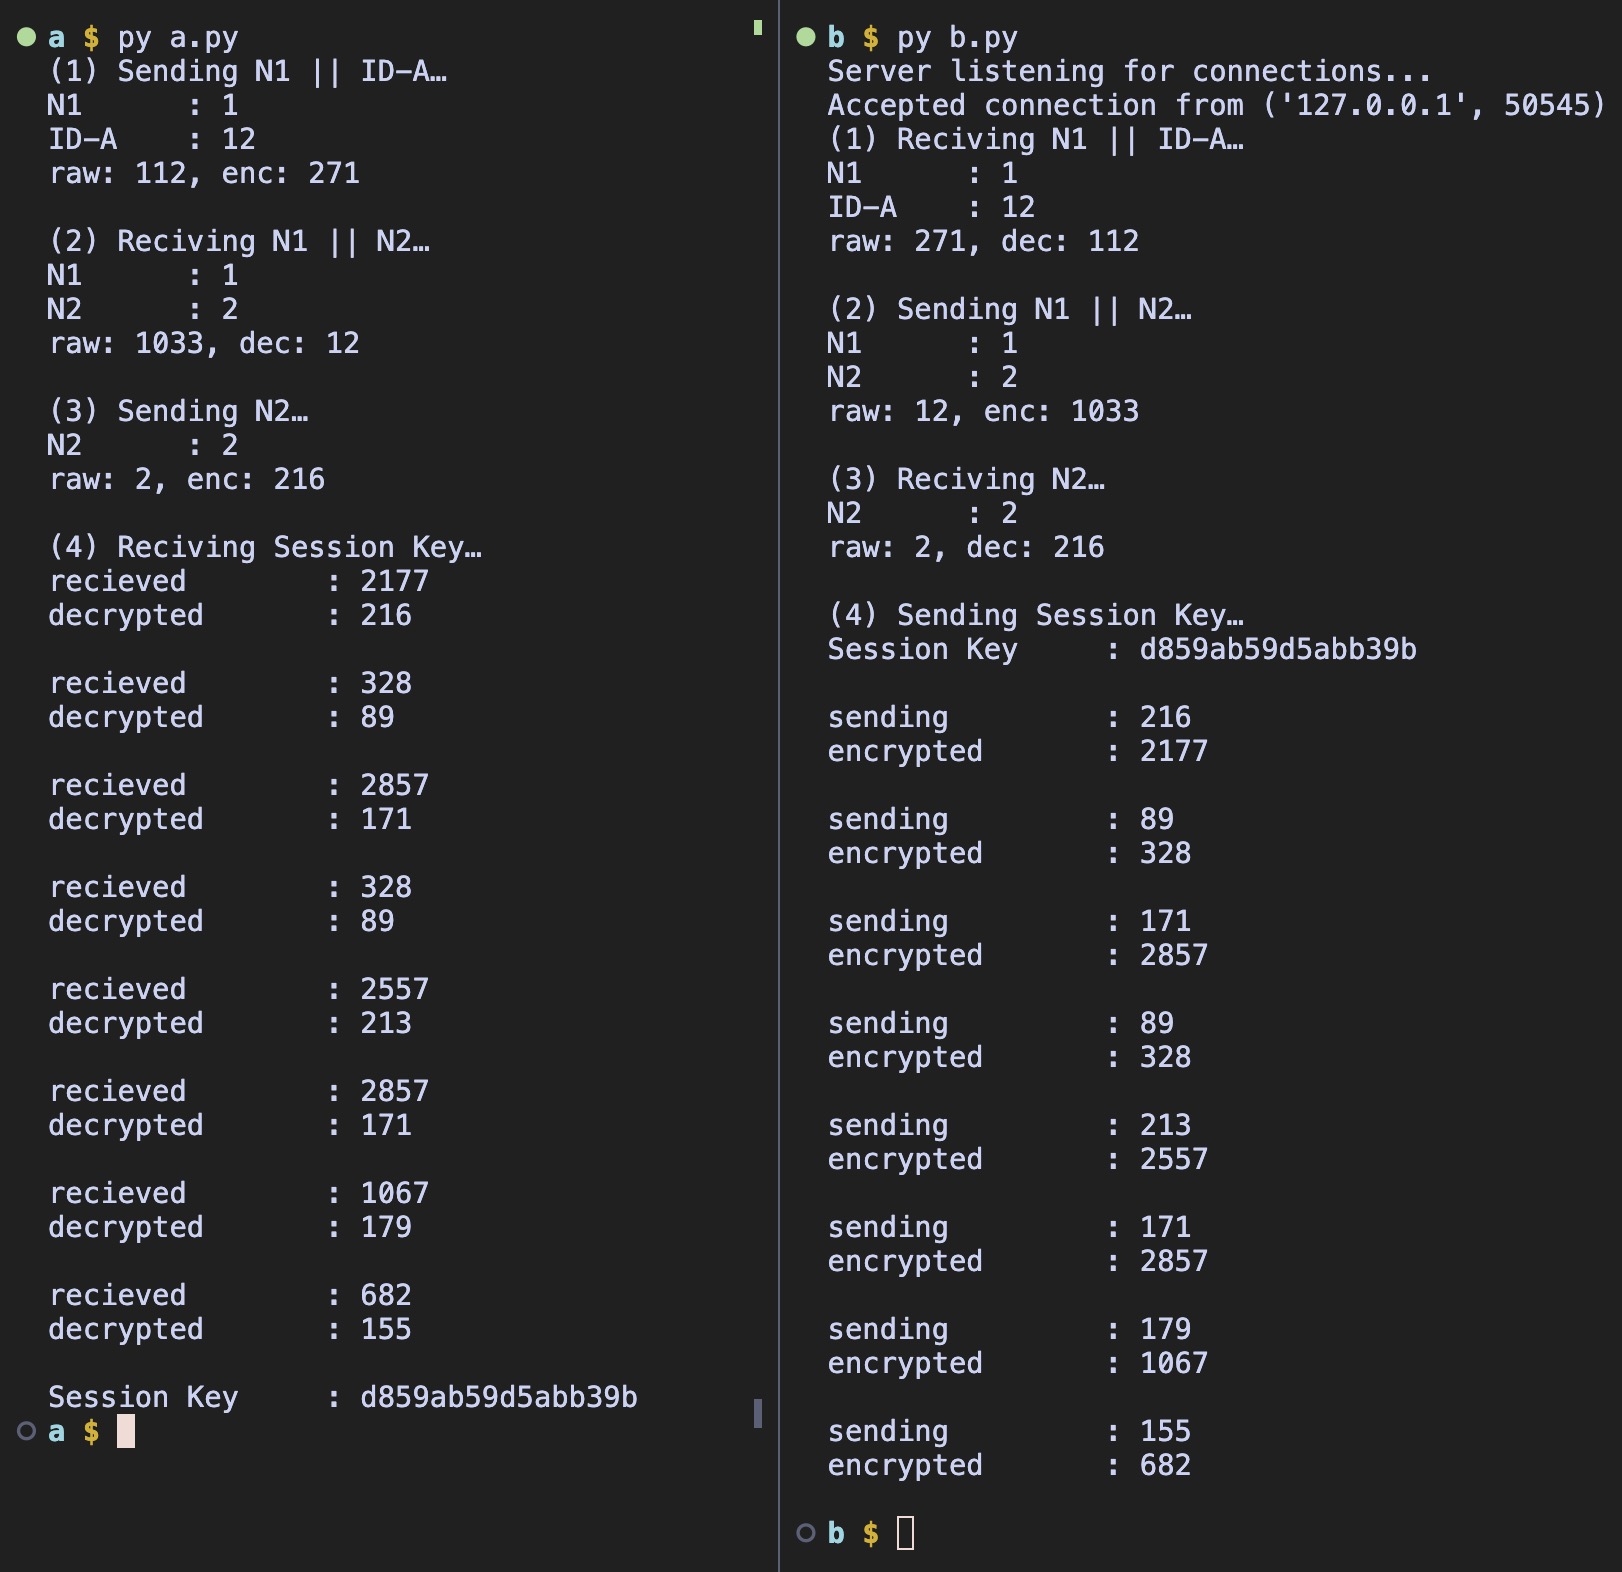 a $ py a.py
(1) Sending N1 || ID-A…
N1      : 1
ID-A    : 12
raw: 112, enc: 271

(2) Reciving N1 || N2…
N1      : 1
N2      : 2
raw: 1033, dec: 12

(3) Sending N2…
N2      : 2
raw: 2, enc: 216

(4) Reciving Session Key…
recieved        : 2177
decrypted       : 216

recieved        : 328
decrypted       : 89

recieved        : 2857
decrypted       : 171

recieved        : 328
decrypted       : 89

recieved        : 2557
decrypted       : 213

recieved        : 2857
decrypted       : 171

recieved        : 1067
decrypted       : 179

recieved        : 682
decrypted       : 155

Session Key     : d859ab59d5abb39b
a $

b $ py b.py
Server listening for connections...
Accepted connection from ('127.0.0.1', 50545)
(1) Reciving N1 || ID-A…
N1      : 1
ID-A    : 12
raw: 271, dec: 112

(2) Sending N1 || N2…
N1      : 1
N2      : 2
raw: 12, enc: 1033

(3) Reciving N2…
N2      : 2
raw: 2, dec: 216

(4) Sending Session Key…
Session Key     : d859ab59d5abb39b

sending         : 216
encrypted       : 2177

sending         : 89
encrypted       : 328

sending         : 171
encrypted       : 2857

sending         : 89
encrypted       : 328

sending         : 213
encrypted       : 2557

sending         : 171
encrypted       : 2857

sending         : 179
encrypted       : 1067

sending         : 155
encrypted       : 682

b $